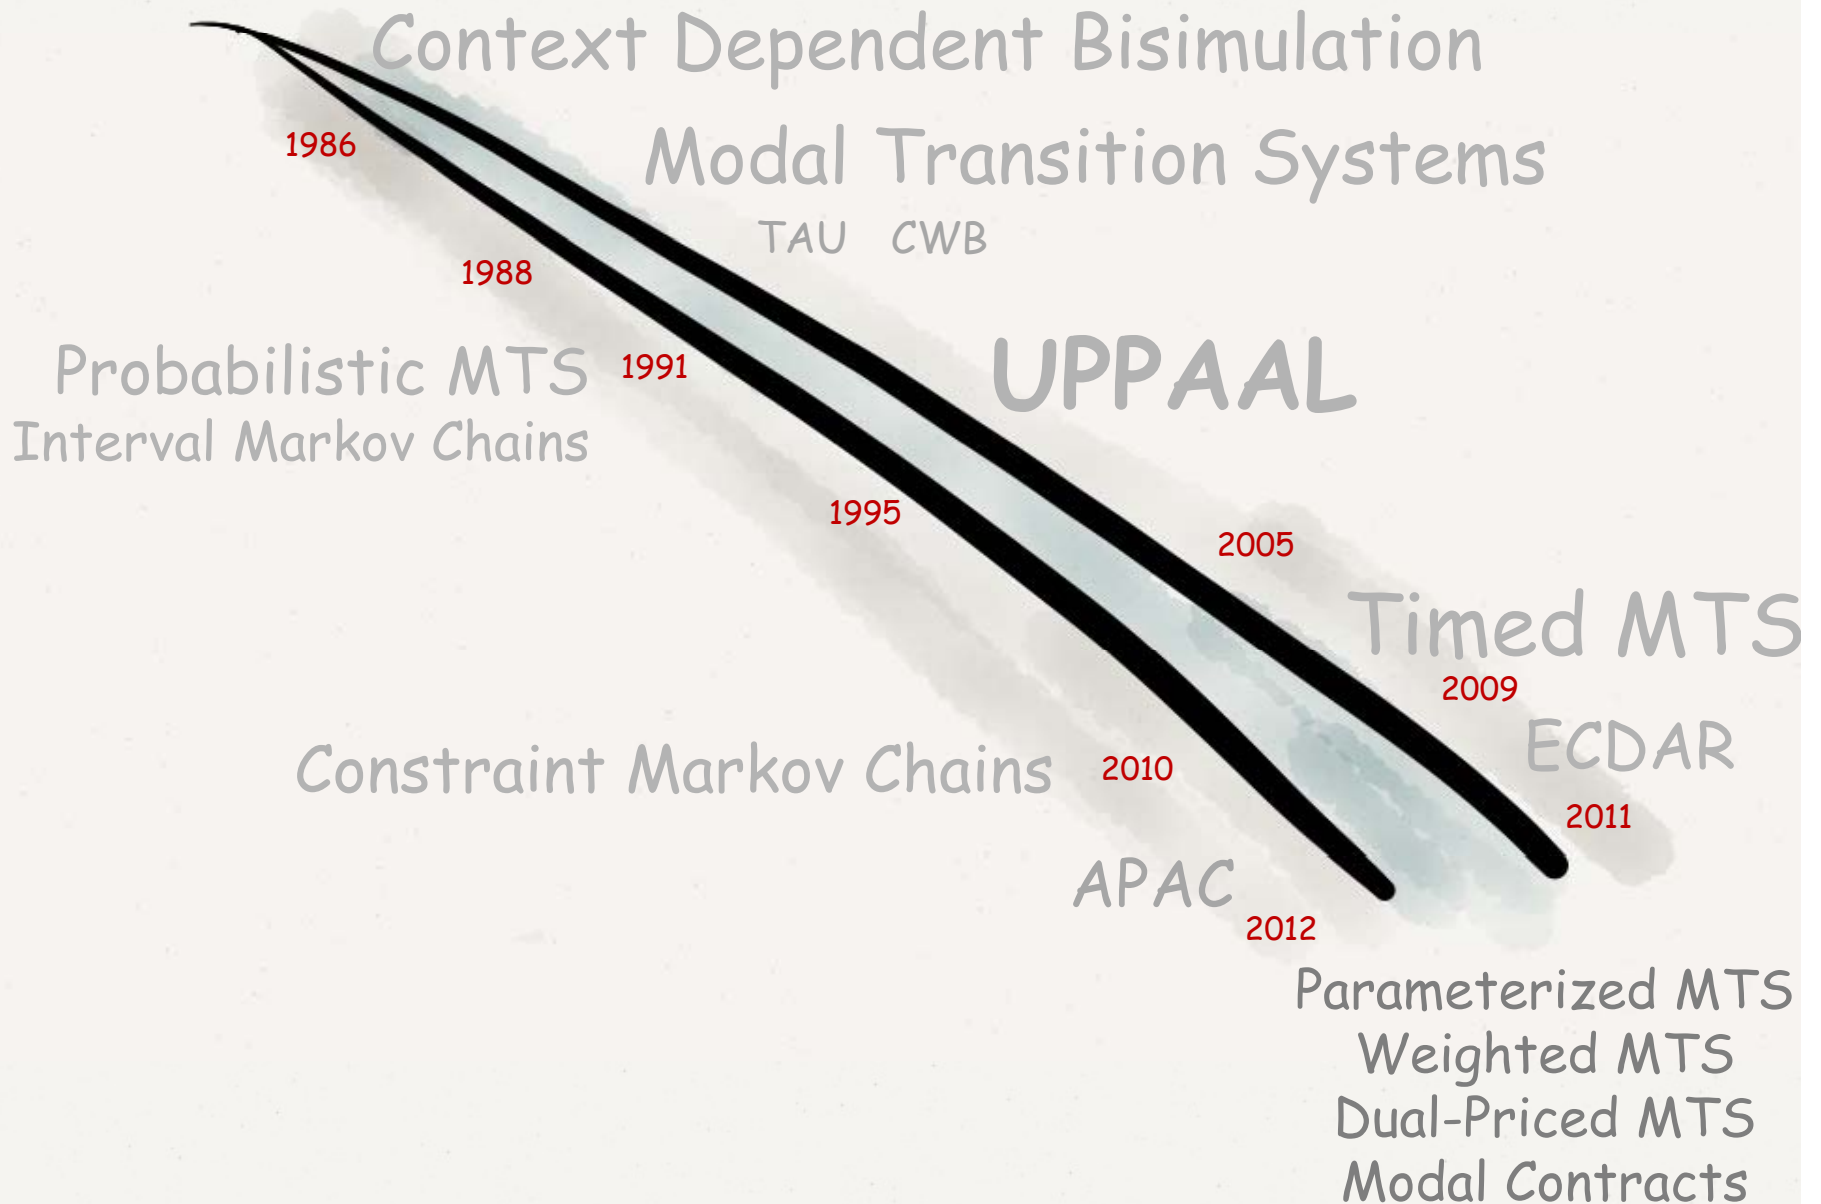 Context Dependent Bisimulation
1986
Modal Transition Systems
TAU CWB
1988
Probabilistic MTS
1991
UPPAAL
Interval Markov Chains
1995
2005
Timed MTS
2009
ECDAR
Constraint Markov Chains
2010
2011
APAC
2012
Parameterized MTS
Weighted MTS
Dual-Priced MTS
Modal Contracts